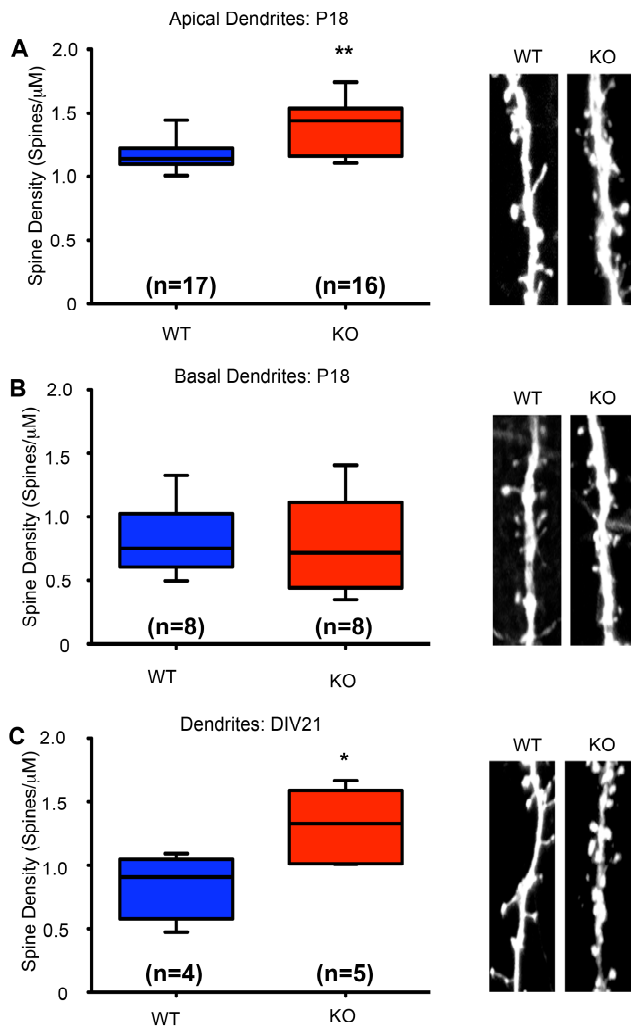 Apical Dendrites: P18
A
2.0
1.5
1.0
0.5
0
Spine Density (Spines/μM)
**
(n=17)
(n=16)
WT
KO
WT
KO
Basal Dendrites: P18
B
2.0
1.5
1.0
0.5
0
Spine Density (Spines/μM)
(n=8)
(n=8)
WT
KO
WT
KO
Dendrites: DIV21
C
2.0
1.5
1.0
0.5
0
Spine Density (Spines/μM)
*
(n=4)
(n=5)
WT
KO
WT
KO